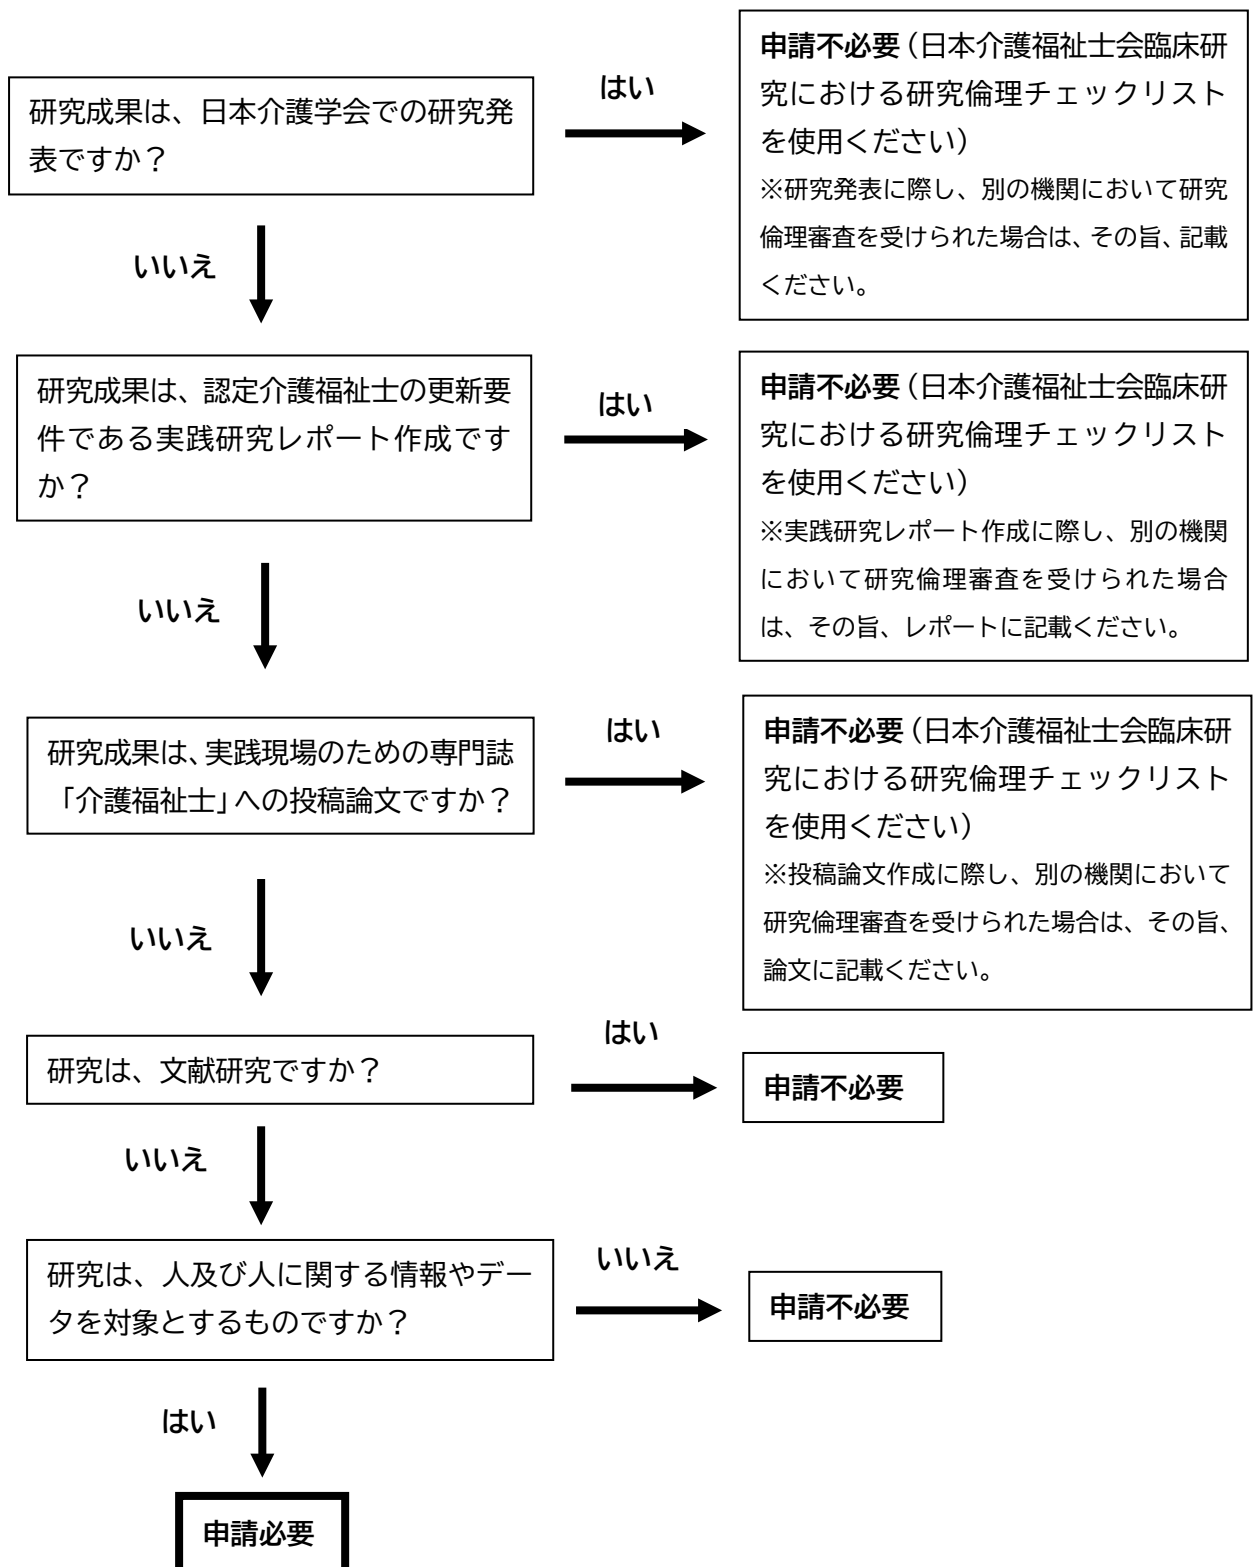 研究成果は、日本介護学会での研究発
表ですか？
はい
申請不必要（日本介護福祉士会臨床研
究における研究倫理チェックリスト
を使用ください）
※研究発表に際し、別の機関において研究
倫理審査を受けられた場合は、その旨、記載
ください。
いいえ
研究成果は、認定介護福祉士の更新要
件である実践研究レポート作成です
か？
はい
申請不必要（日本介護福祉士会臨床研
究における研究倫理チェックリスト
を使用ください）
※実践研究レポート作成に際し、別の機関
において研究倫理審査を受けられた場合
は、その旨、レポートに記載ください。
いいえ
研究成果は、実践現場のための専門誌
「介護福祉士」への投稿論文ですか？
はい
申請不必要（日本介護福祉士会臨床研
究における研究倫理チェックリスト
を使用ください）
※投稿論文作成に際し、別の機関において
研究倫理審査を受けられた場合は、その旨、
論文に記載ください。
いいえ
研究は、文献研究ですか？
はい
申請不必要
いいえ
研究は、人及び人に関する情報やデー
タを対象とするものですか？
いいえ
申請不必要
はい
申請必要